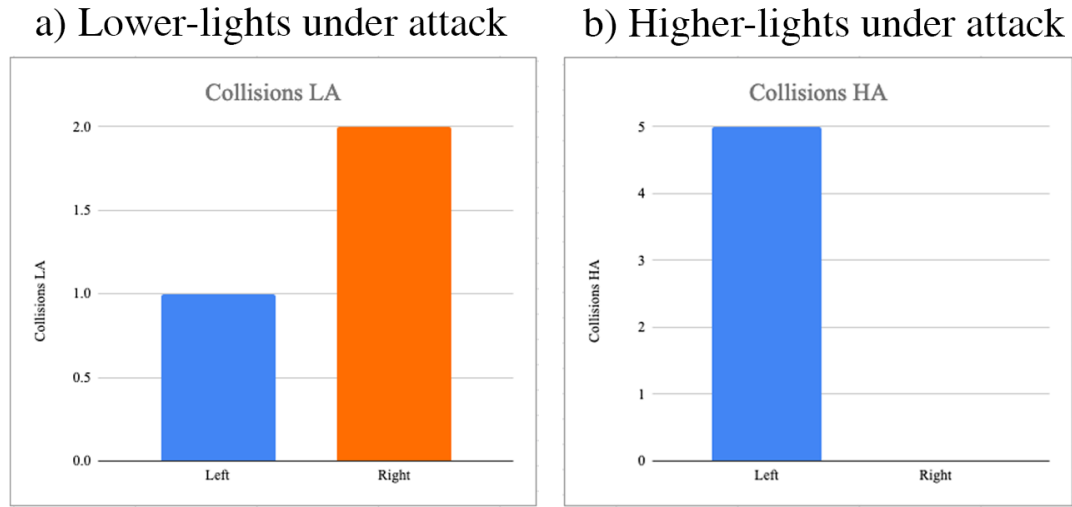 a) Lower-lights under attack
Collisions LA
2.0
1.5
1.0
0.5
0.0
Collisions LA
Left Right
b) Higher-lights under attack
Collisions HA
5
4
3
2
1
0
Collisions HA
Left Right